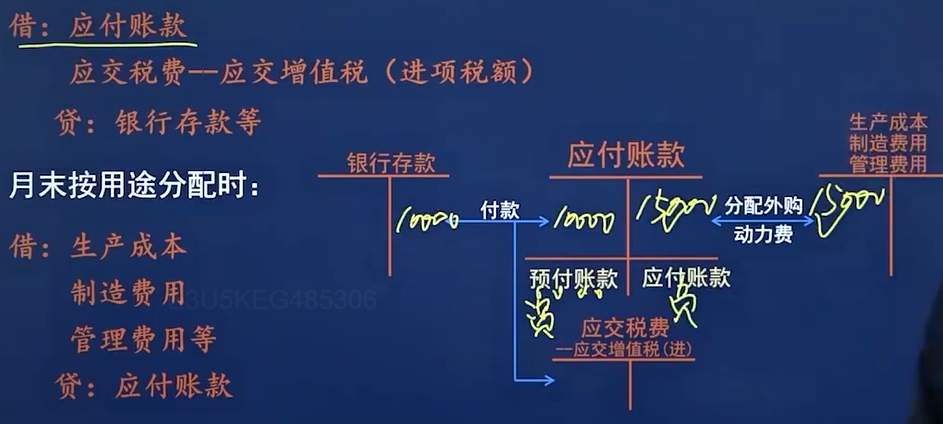 借：应付账款
应交税费--应交增值税（进项税额）
贷：银行存款等
月末按用途分配时：
借：生产成本
制造费用
管理费用等
贷：应付账款
银行存款
10000
付款
应付账款
10000
15000
分配外购
动力费
生产成本
制造费用
管理费用
15000
预付账款
应付账款
应交税费
--应交增值税(进)
3U5KEG485306